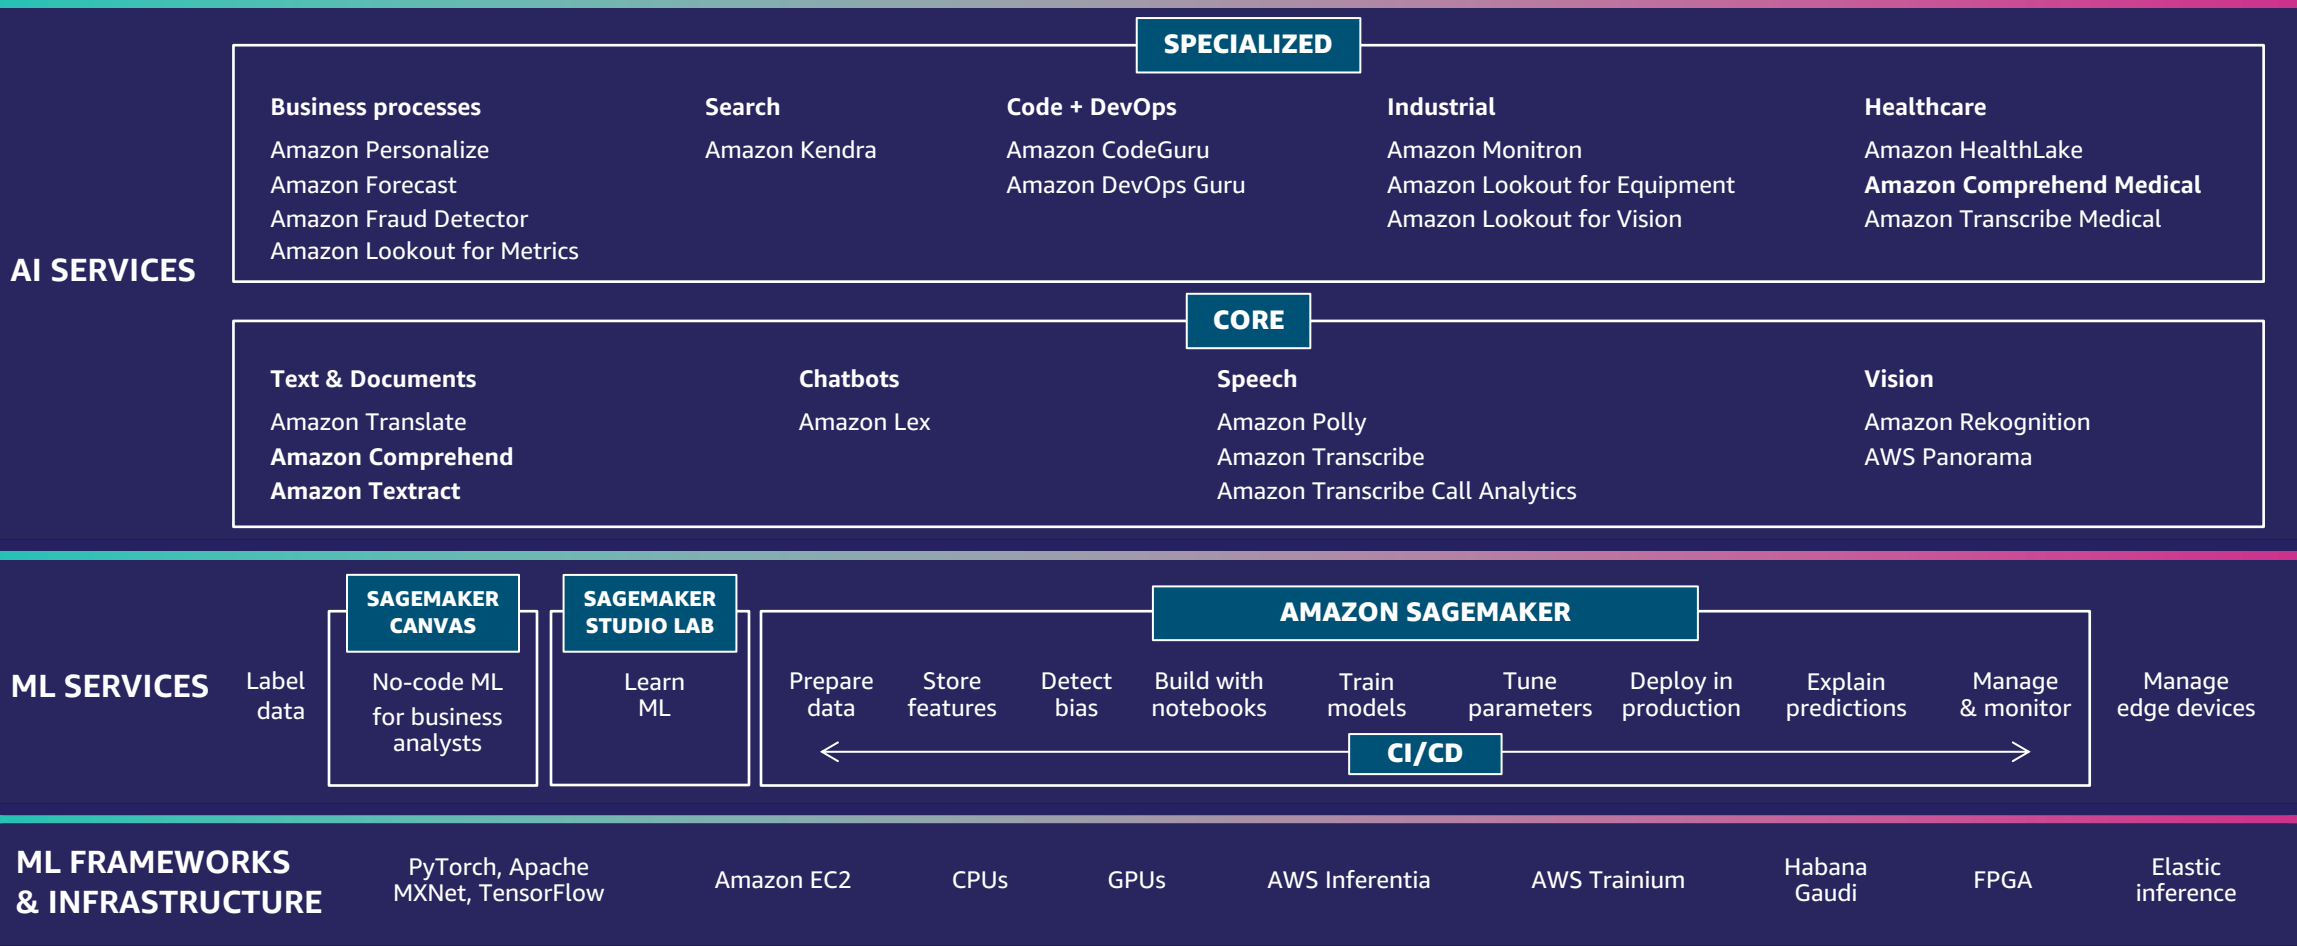 SPECIALIZED
Business processes
Amazon Personalize
Amazon Forecast
Amazon Fraud Detector
Amazon Lookout for Metrics
Search
Amazon Kendra
Code + DevOps
Amazon CodeGuru
Amazon DevOps Guru
Industrial
Amazon Monitron
Amazon Lookout for Equipment
Amazon Lookout for Vision
Healthcare
Amazon HealthLake
Amazon Comprehend Medical
Amazon Transcribe Medical
AI SERVICES
CORE
Text & Documents
Amazon Translate
Amazon Comprehend
Amazon Textract
Chatbots
Amazon Lex
Speech
Amazon Polly
Amazon Transcribe
Amazon Transcribe Call Analytics
Vision
Amazon Rekognition
AWS Panorama
ML SERVICES
Label
data
SAGEMAKER
CANVAS
No-code ML
for business
analysts
SAGEMAKER
STUDIO LAB
Learn
ML
AMAZON SAGEMAKER
Prepare
data
Store
features
Detect
bias
Build with
notebooks
Train
models
Tune
parameters
Deploy in
production
Explain
predictions
Manage
& monitor
CI/CD
Manage
edge devices
ML FRAMEWORKS
& INFRASTRUCTURE
PyTorch, Apache
MXNet, TensorFlow
Amazon EC2
CPUs
GPUs
AWS Inferentia
AWS Trainium
Habana
Gaudi
FPGA
Elastic
inference